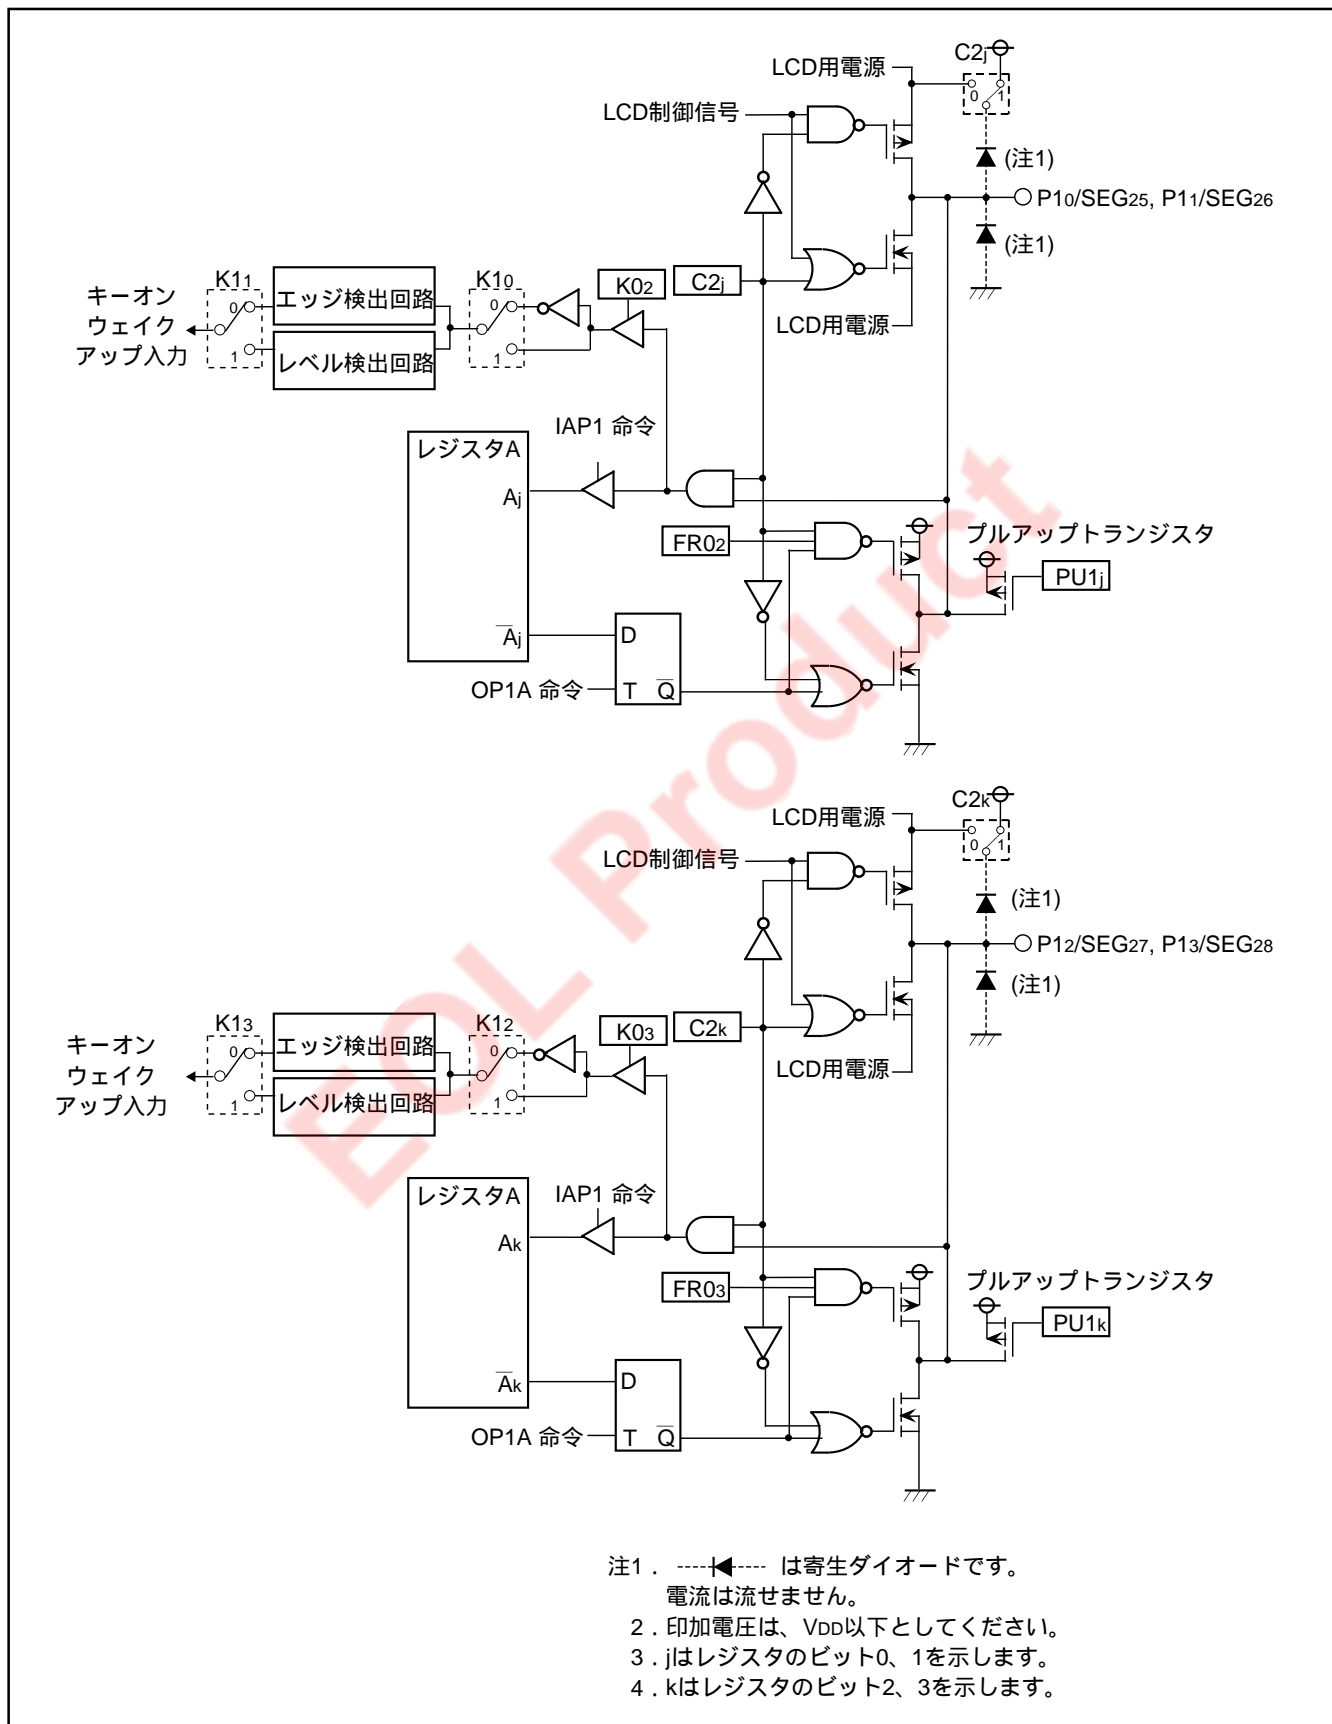 C2j
LCD用電源
0 1
LCD制御信号
(注1)
P10/SEG25, P11/SEG26
(注1)
K11
エッジ検出回路
K10
K02
C2j
キーオン
ウェイク
アップ入力
0
1
レベル検出回路
0
1
LCD用電源
IAP1 命令
レジスタA
Aj
FR02
プルアップトランジスタ
PU1j
Aj
D
OP1A 命令
T Q
C2k
LCD用電源
0 1
LCD制御信号
(注1)
P12/SEG27, P13/SEG28
(注1)
K13
エッジ検出回路
K12
K03
C2k
キーオン
ウェイク
アップ入力
0
1
レベル検出回路
0
1
LCD用電源
IAP1 命令
レジスタA
Ak
FR03
プルアップトランジスタ
PU1k
Ak
D
OP1A 命令
T Q
EOL Product
注1. は寄生ダイオードです。
電流は流せません。
2. 印加電圧は、VDD以下としてください。
3. jはレジスタのビット0、1を示します。
4. kはレジスタのビット2、3を示します。